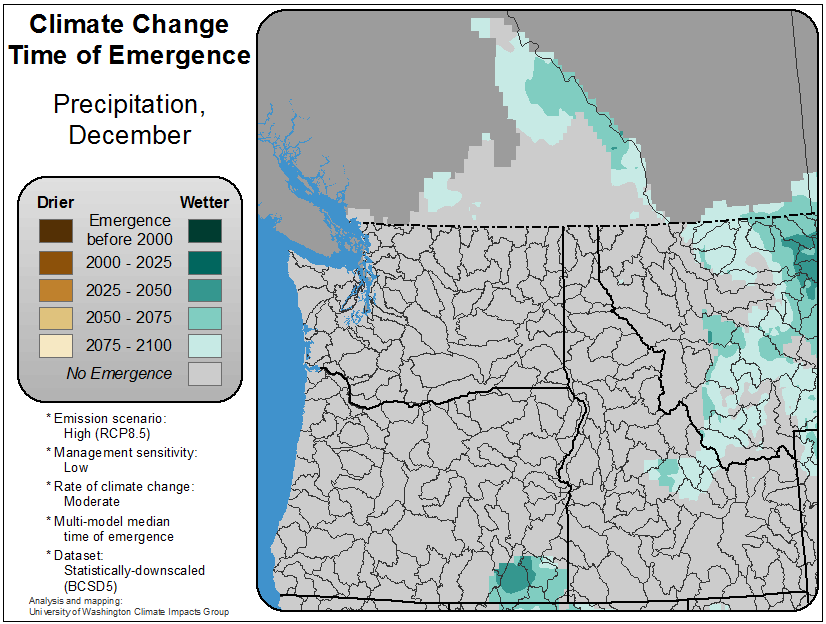 Climate Change
Time of Emergence
Precipitation,
December
Drier
Wetter
Emergence
before 2000
2000 - 2025
2025 - 2050
2050 - 2075
2075 - 2100
No Emergence
* Emission scenario:
High (RCP8.5)
* Management sensitivity:
Low
* Rate of climate change:
Moderate
* Multi-model median
time of emergence
* Dataset:
Statistically-downscaled
(BCSD5)
Analysis and mapping:
University of Washington Climate Impacts Group